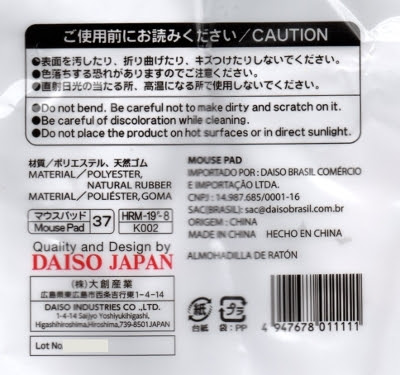 ご使用前にお読みください/CAUTION
●表面を汚したり、折り曲げたり、キズつけたりしないでください。
●色落ちする恐れがありますのでご注意ください。
●直射日光の当たる所、高温になる所で使用しないでください。
●Do not bend. Be careful not to make dirty and scratch on it.
●Be careful of discoloration while cleaning.
●Do not place the product on hot surfaces or in direct sunlight.
材質/ポリエステル、天然ゴム
MATERIAL/POLYESTER,
NATURAL RUBBER
MATERIAL/POLIÉSTER, GOMA
マウスパッド
Mouse Pad
37
HRM-19'-8
K002
Quality and Design by
DAISO JAPAN
(株)大創産業
広島県東広島市西条吉行東1-4-14
DAISO INDUSTRIES CO.,LTD.
1-4-14 Saijyo Yoshiyukihigashi,
Higashihiroshima,Hiroshima,739-8501,JAPAN
Lot No.
MOUSE PAD
IMPORTADO POR : DAISO BRASIL COMÉRCIO
E IMPORTAÇÃO LTDA.
CNPJ : 14.987.685/0001-16
SAC(BRASIL): sac@daisobrasil.com.br
ORIGEM : CHINA
MADE IN CHINA HECHO EN CHINA
ALMOHADILLA DE RATÓN
紙
台紙
プラ
袋:PP
4 947678 011111